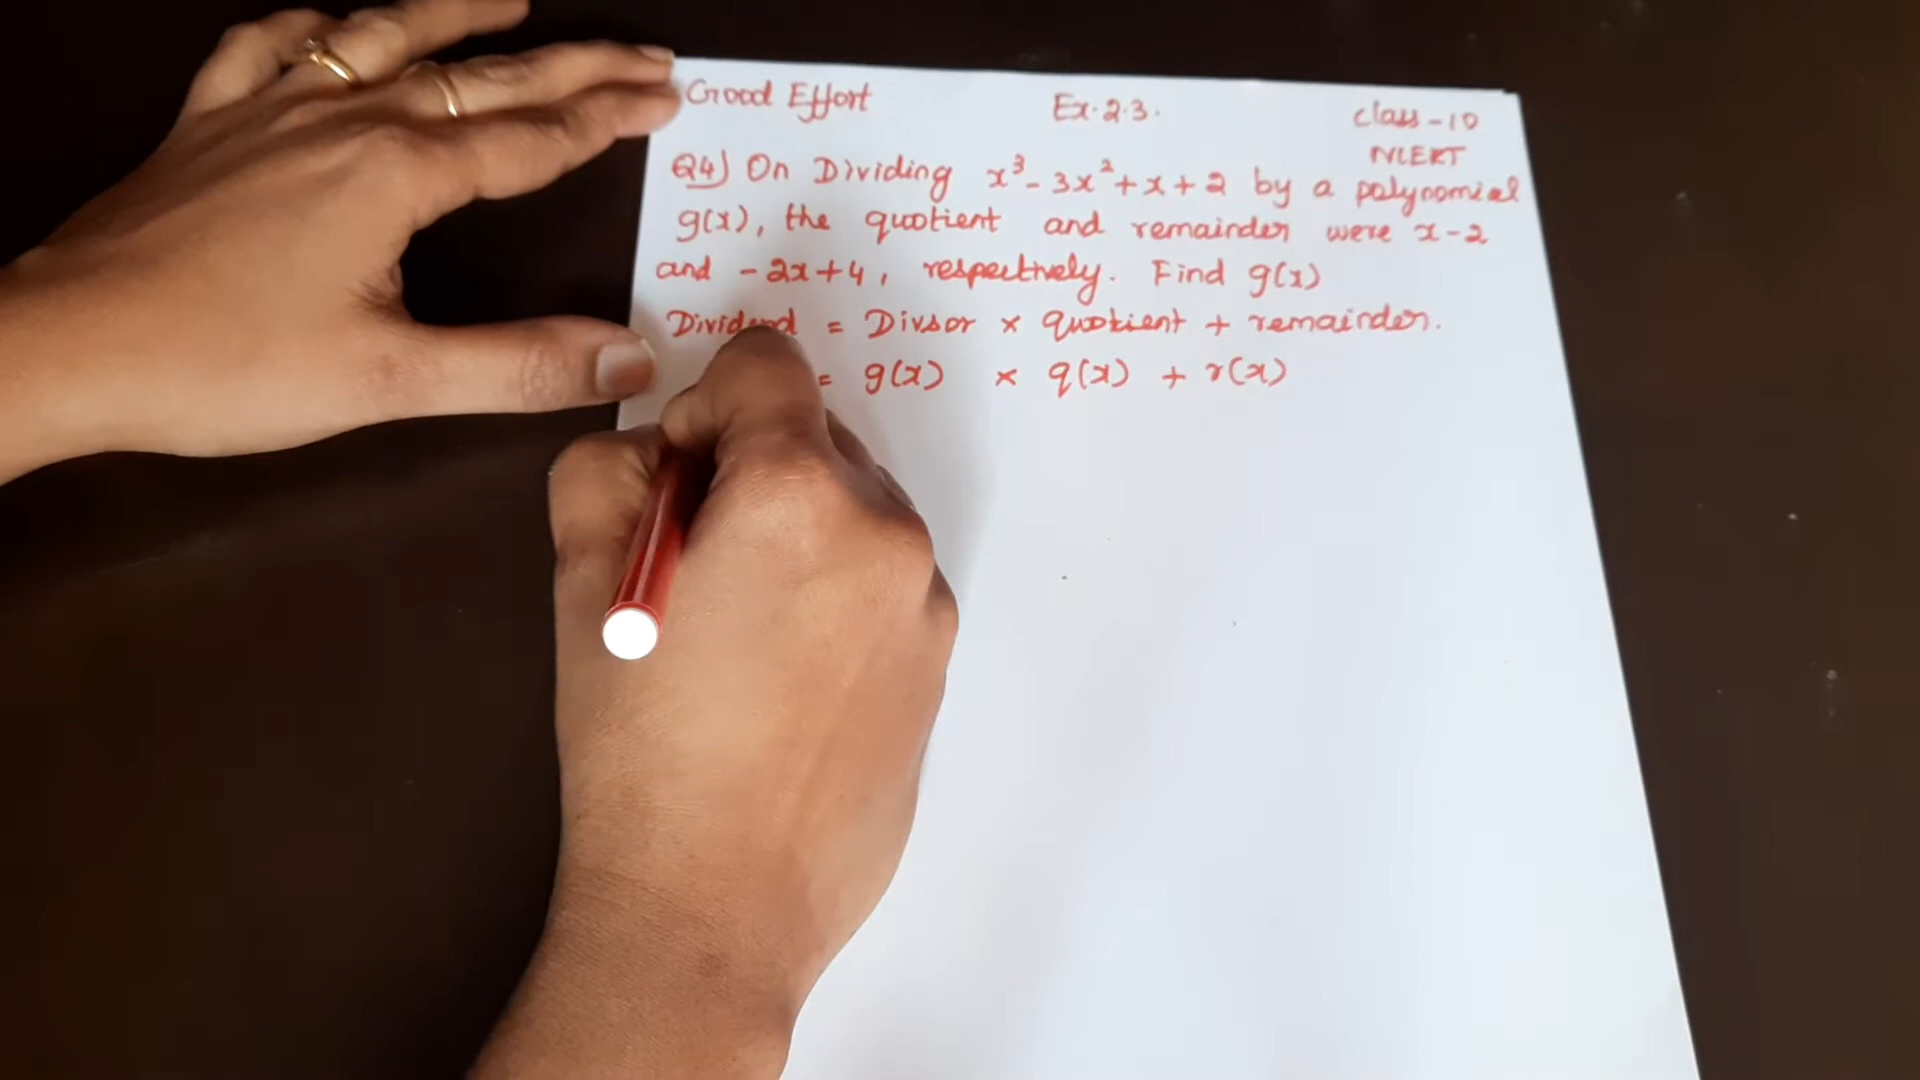 Good Effort Ex. 2.3. Class-10
NCERT
Q4) On Dividing x³ - 3x² + x + 2 by a polynomial
g(x), the quotient and remainder were x - 2
and - 2x + 4, respectively. Find g(x)
Dividend = Divsor × quotient + remainder.
= g(x) × q(x) + r(x)